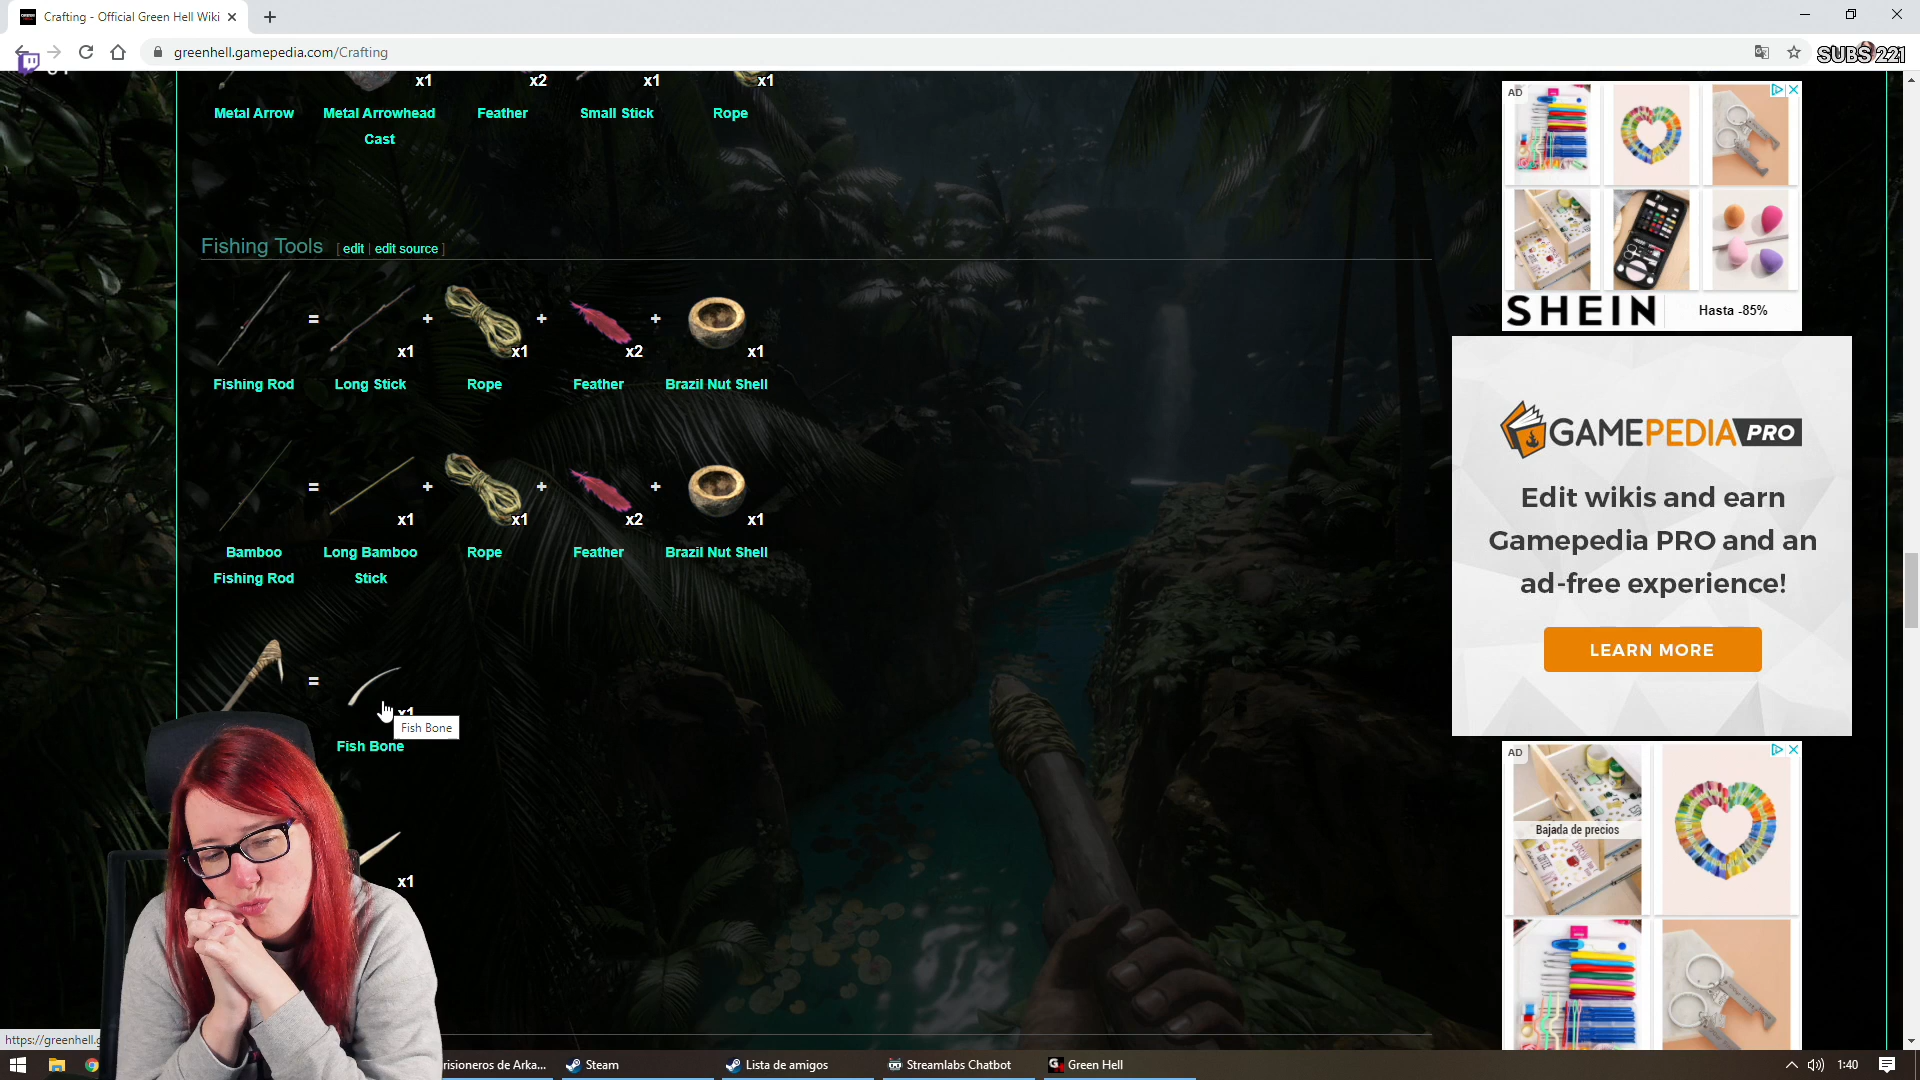 Crafting - Official Green Hell Wiki
greenhell.gamepedia.com/Crafting
SUBS 221
x1 x2 x1 x1
Metal Arrow Metal Arrowhead Cast Feather Small Stick Rope
Fishing Tools [ edit | edit source ]
= + + +
x1 x1 x2 x1
Fishing Rod Long Stick Rope Feather Brazil Nut Shell
= + + +
x1 x1 x2 x1
Bamboo Fishing Rod Long Bamboo Stick Rope Feather Brazil Nut Shell
=
x1
Fish Bone
Fish Bone
x1
AD
SHEIN Hasta -85%
GAMEPEDIA PRO
Edit wikis and earn
Gamepedia PRO and an
ad-free experience!
LEARN MORE
AD
Bajada de precios
https://greenhell.g
risioneros de Arka...
Steam
Lista de amigos
Streamlabs Chatbot
Green Hell
1:40